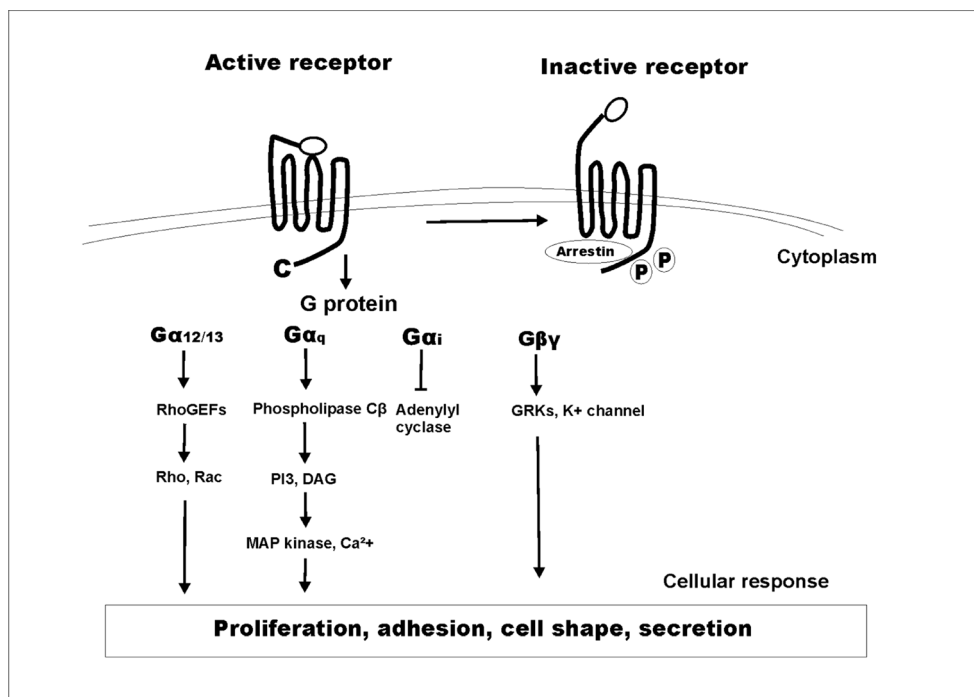 Active receptor
Inactive receptor
Arrestin
P
P
Cytoplasm
C
G protein
Gα12/13
Gαq
Gαi
Gβγ
RhoGEFs
Phospholipase Cβ
Adenylyl
cyclase
GRKs, K+ channel
Rho, Rac
PI3, DAG
MAP kinase, Ca²+
Cellular response
Proliferation, adhesion, cell shape, secretion